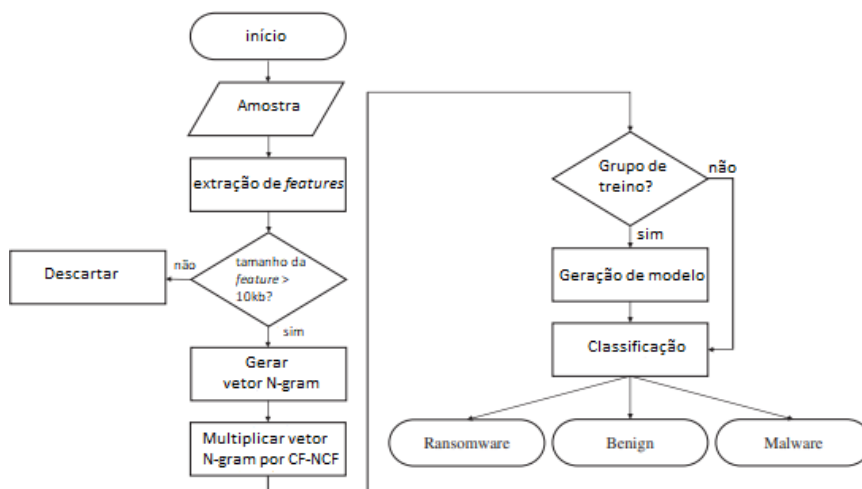 início
Amostra
extração de features
tamanho da
feature >
10kb?
não
Descartar
sim
Gerar
vetor N-gram
Multiplicar vetor
N-gram por CF-NCF
Grupo de
treino?
não
sim
Geração de modelo
Classificação
Ransomware
Benign
Malware